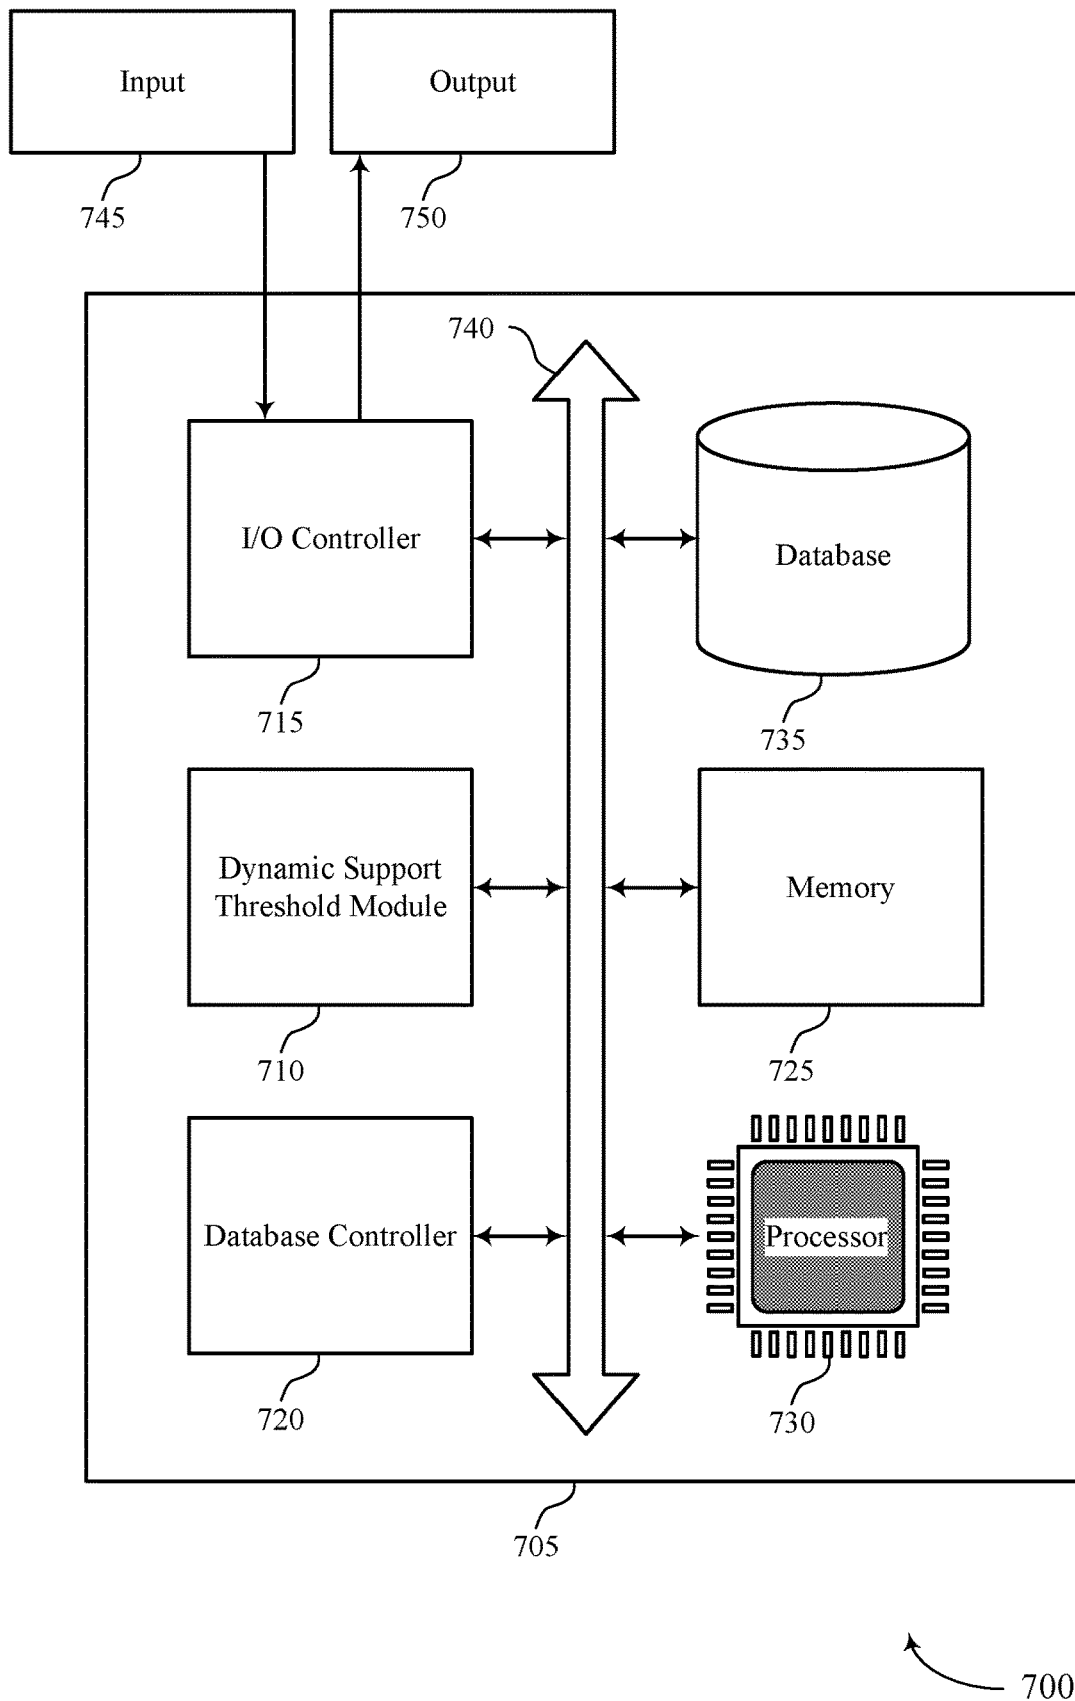 Input
Output
745
750
740
I/O Controller
Database
715
735
Dynamic Support
Threshold Module
Memory
710
725
Database Controller
Processor
720
730
705
700